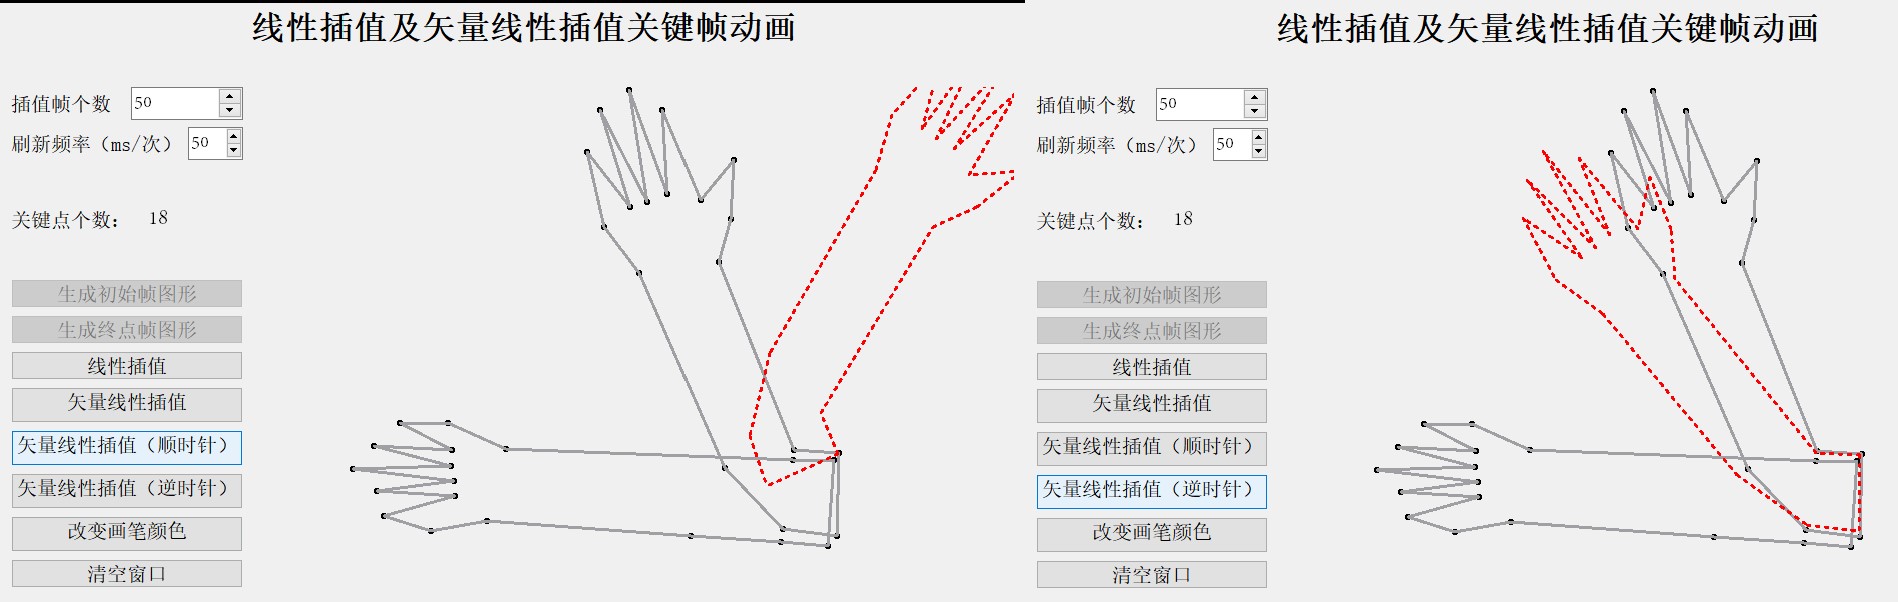 线性插值及矢量线性插值关键帧动画
插值帧个数 50
刷新频率（ms/次） 50
关键点个数： 18
生成初始帧图形
生成终点帧图形
线性插值
矢量线性插值
矢量线性插值（顺时针）
矢量线性插值（逆时针）
改变画笔颜色
清空窗口
线性插值及矢量线性插值关键帧动画
插值帧个数 50
刷新频率（ms/次） 50
关键点个数： 18
生成初始帧图形
生成终点帧图形
线性插值
矢量线性插值
矢量线性插值（顺时针）
矢量线性插值（逆时针）
改变画笔颜色
清空窗口